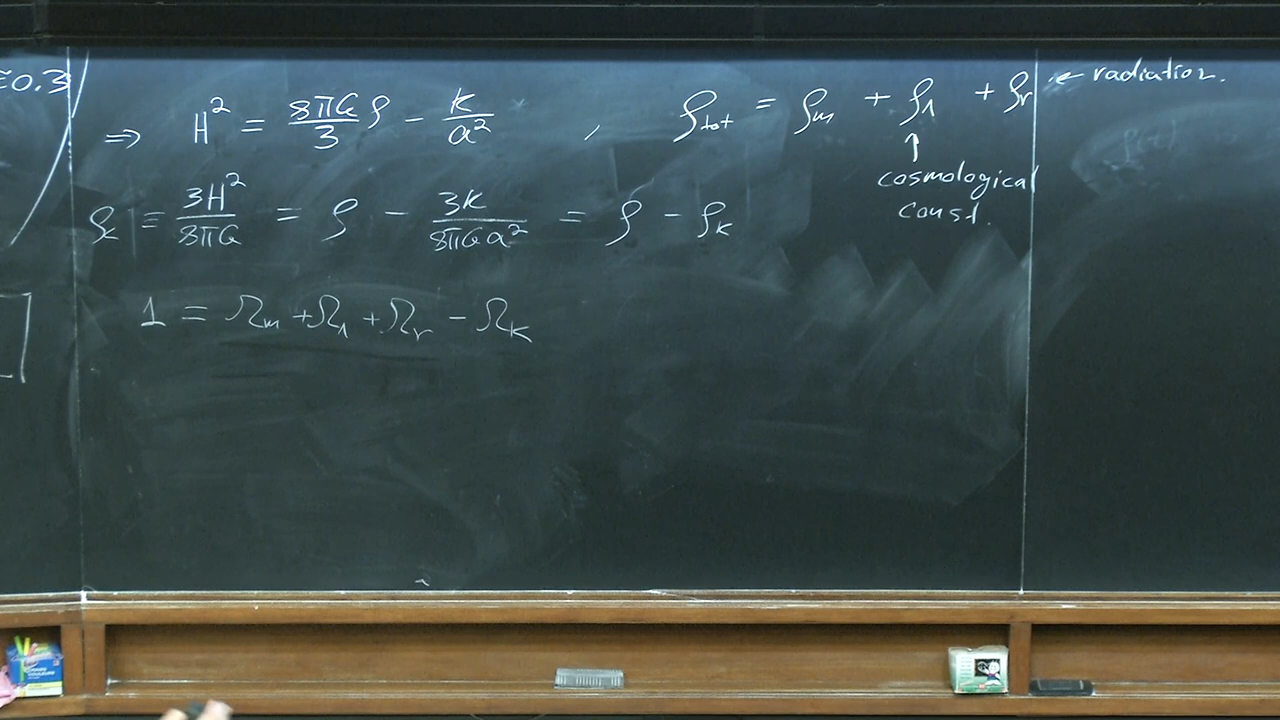 ≃0.3
⇒ H² = 8πG/3 ρ − k/a² , ρ_tot = ρ_m + ρ_Λ + ρ_r ← radiation.
↑
cosmological
const.
ρ_c ≡ 3H²/8πG = ρ − 3k/8πGa² = ρ − ρ_k
1 = Ω_m + Ω_Λ + Ω_r − Ω_k